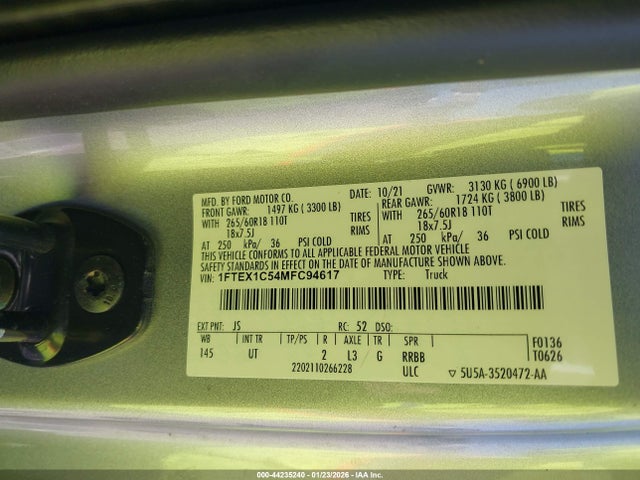 MFD. BY FORD MOTOR CO. DATE: 10/21 GVWR: 3130 KG ( 6900 LB)
FRONT GAWR: 1497 KG ( 3300 LB) REAR GAWR: 1724 KG ( 3800 LB)
WITH 265/60R18 110T TIRES WITH 265/60R18 110T TIRES
18x7.5J RIMS 18x7.5J RIMS
AT 250 kPa/ 36 PSI COLD AT 250 kPa/ 36 PSI COLD
THIS VEHICLE CONFORMS TO ALL APPLICABLE FEDERAL MOTOR VEHICLE
SAFETY STANDARDS IN EFFECT ON THE DATE OF MANUFACTURE SHOWN ABOVE.
VIN: 1FTEX1C54MFC94617 TYPE: Truck
EXT PNT: JS RC: 52 DSO:
WB INT TR TP/PS R AXLE TR SPR F0136
145 UT 2 L3 G RRBB T0626
2202110266228 ULC ▽ 5U5A-3520472-AA
000-44235240 - 01/23/2026 - IAA Inc.